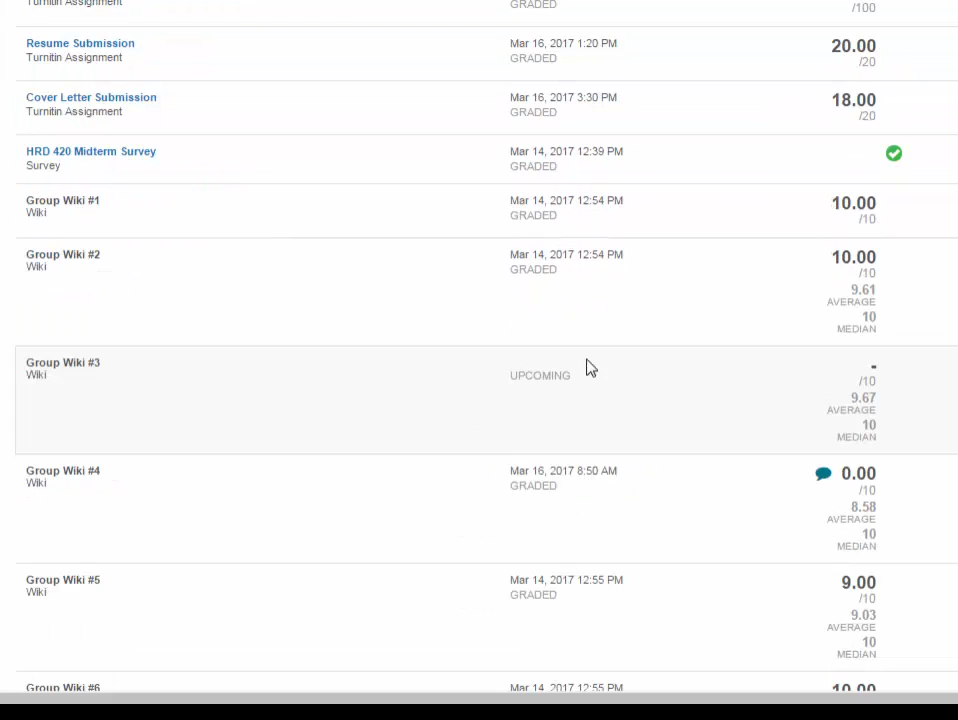 Turnitin Assignment
GRADED
/100
Resume Submission
Mar 16, 2017 1:20 PM
20.00
Turnitin Assignment
GRADED
/20
Cover Letter Submission
Mar 16, 2017 3:30 PM
18.00
Turnitin Assignment
GRADED
/20
HRD 420 Midterm Survey
Mar 14, 2017 12:39 PM
Survey
GRADED
Group Wiki #1
Mar 14, 2017 12:54 PM
10.00
Wiki
GRADED
/10
Group Wiki #2
Mar 14, 2017 12:54 PM
10.00
Wiki
GRADED
/10
9.61
AVERAGE
10
MEDIAN
Group Wiki #3
-
Wiki
UPCOMING
/10
9.67
AVERAGE
10
MEDIAN
Group Wiki #4
Mar 16, 2017 8:50 AM
0.00
Wiki
GRADED
/10
8.58
AVERAGE
10
MEDIAN
Group Wiki #5
Mar 14, 2017 12:55 PM
9.00
Wiki
GRADED
/10
9.03
AVERAGE
10
MEDIAN
Group Wiki #6
Mar 14, 2017 12:55 PM
10.00